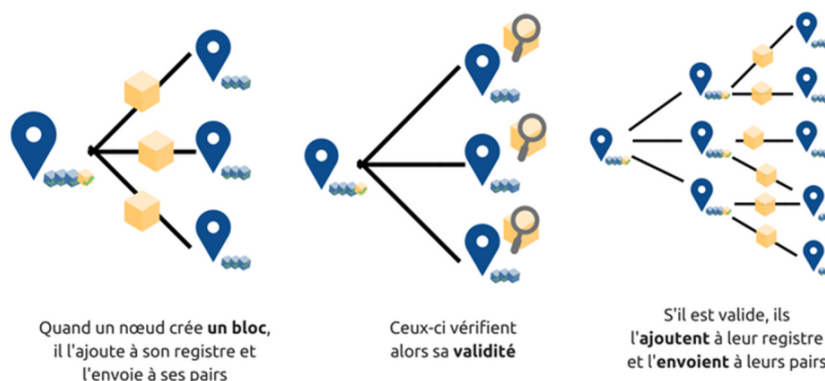 Quand un nœud crée un bloc,
il l'ajoute à son registre et
l'envoie à ses pairs
Ceux-ci vérifient
alors sa validité
S'il est valide, ils
l'ajoutent à leur registre
et l'envoient à leurs pairs